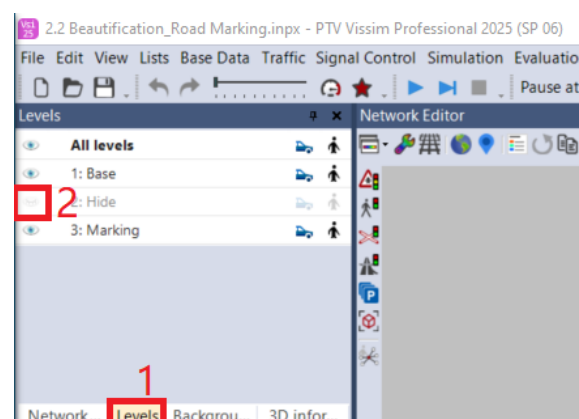 Vs!
25
2.2 Beautification_Road Marking.inpx - PTV Vissim Professional 2025 (SP 06)
File Edit View Lists Base Data Traffic Signal Control Simulation Evaluatio
Pause at
Levels
Network Editor
All levels
1: Base
2
2: Hide
3: Marking
P
1
Network... Levels Backgrou... 3D infor...